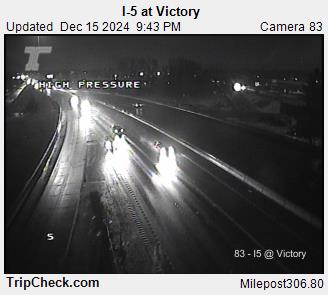 I-5 at Victory
Updated Dec 15 2024 9:43 PM Camera 83
T
HIGH PRESSURE
S
83 - I5 @ Victory
TripCheck.com Milepost306.80